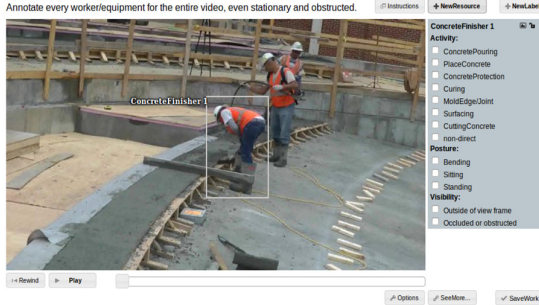 Annotate every worker/equipment for the entire video, even stationary and obstructed.
Instructions
+ NewResource
+ NewLabel
ConcreteFinisher 1
Activity:
ConcretePouring
PlaceConcrete
ConcreteProtection
Curing
MoldEdge/Joint
Surfacing
CuttingConcrete
non-direct
Posture:
Bending
Sitting
Standing
Visibility:
Outside of view frame
Occluded or obstructed
ConcreteFinisher 1
Rewind
Play
Options
SeeMore...
SaveWork